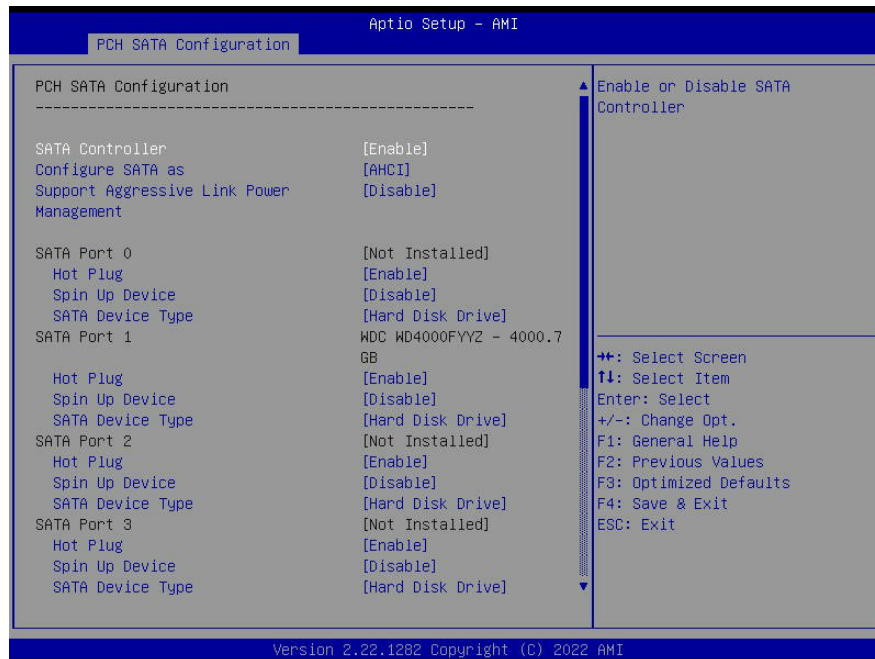 Aptio Setup - AMI
PCH SATA Configuration
PCH SATA Configuration
--------------------------------------------------
SATA Controller [Enable]
Configure SATA as [AHCI]
Support Aggressive Link Power [Disable]
Management
SATA Port 0 [Not Installed]
Hot Plug [Enable]
Spin Up Device [Disable]
SATA Device Type [Hard Disk Drive]
SATA Port 1 WDC WD4000FYYZ - 4000.7
GB
Hot Plug [Enable]
Spin Up Device [Disable]
SATA Device Type [Hard Disk Drive]
SATA Port 2 [Not Installed]
Hot Plug [Enable]
Spin Up Device [Disable]
SATA Device Type [Hard Disk Drive]
SATA Port 3 [Not Installed]
Hot Plug [Enable]
Spin Up Device [Disable]
SATA Device Type [Hard Disk Drive]
Enable or Disable SATA
Controller
→←: Select Screen
↑↓: Select Item
Enter: Select
+/-: Change Opt.
F1: General Help
F2: Previous Values
F3: Optimized Defaults
F4: Save & Exit
ESC: Exit
Version 2.22.1282 Copyright (C) 2022 AMI